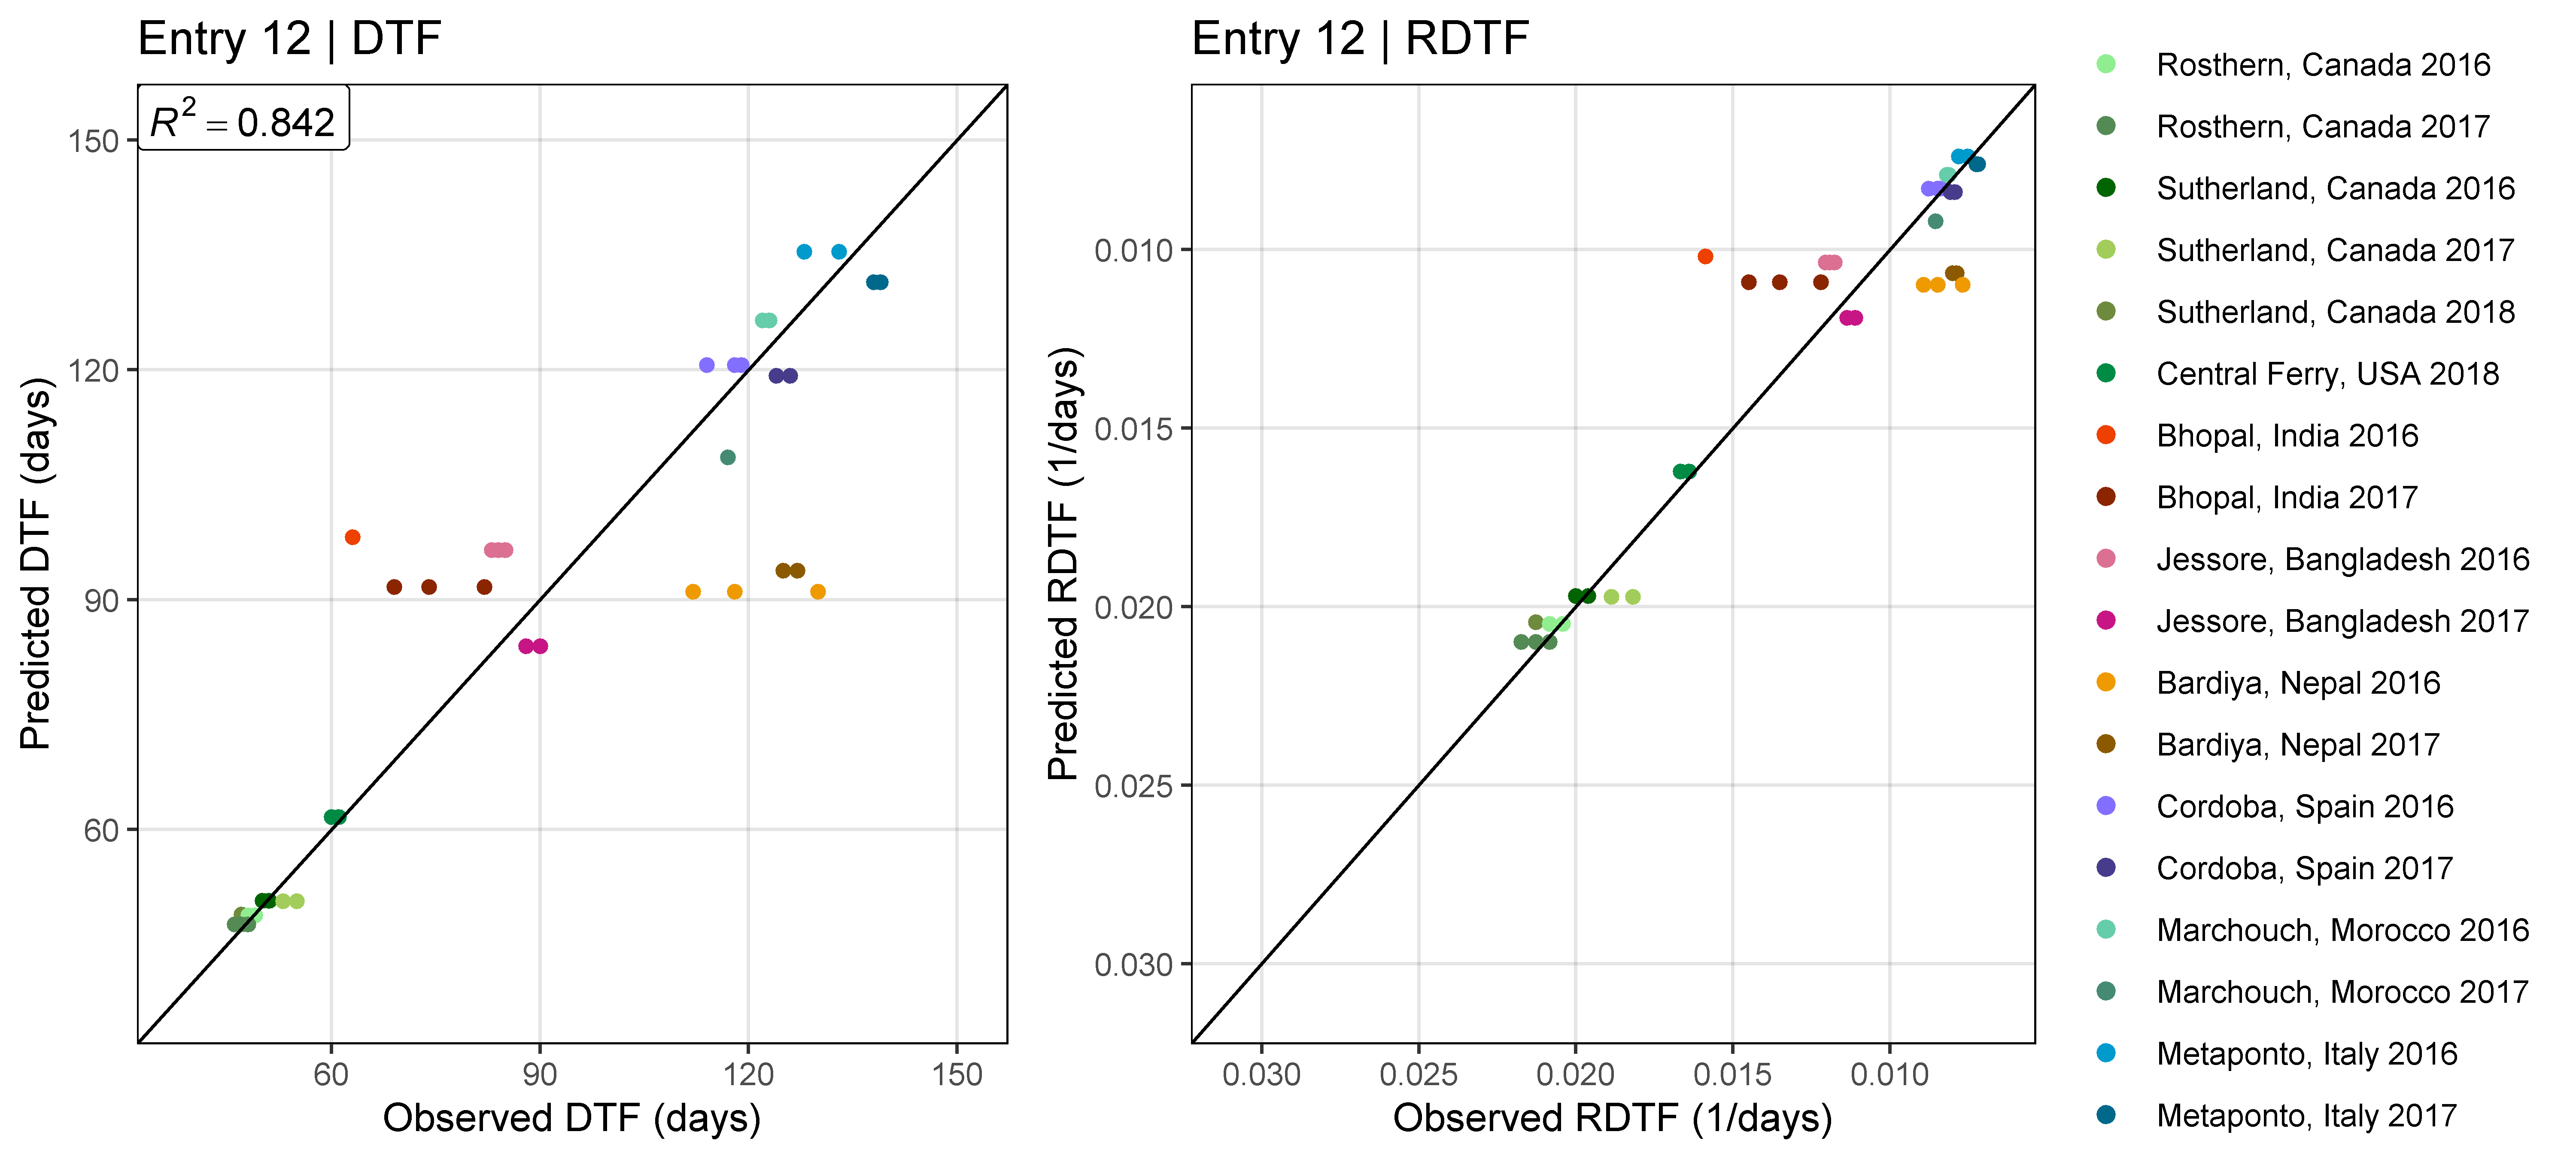 Entry 12 | DTF
R² = 0.842
150
120
90
60
Predicted DTF (days)
60
90
120
150
Observed DTF (days)
Entry 12 | RDTF
0.010
0.015
0.020
0.025
0.030
Predicted RDTF (1/days)
0.030
0.025
0.020
0.015
0.010
Observed RDTF (1/days)
Rosthern, Canada 2016
Rosthern, Canada 2017
Sutherland, Canada 2016
Sutherland, Canada 2017
Sutherland, Canada 2018
Central Ferry, USA 2018
Bhopal, India 2016
Bhopal, India 2017
Jessore, Bangladesh 2016
Jessore, Bangladesh 2017
Bardiya, Nepal 2016
Bardiya, Nepal 2017
Cordoba, Spain 2016
Cordoba, Spain 2017
Marchouch, Morocco 2016
Marchouch, Morocco 2017
Metaponto, Italy 2016
Metaponto, Italy 2017